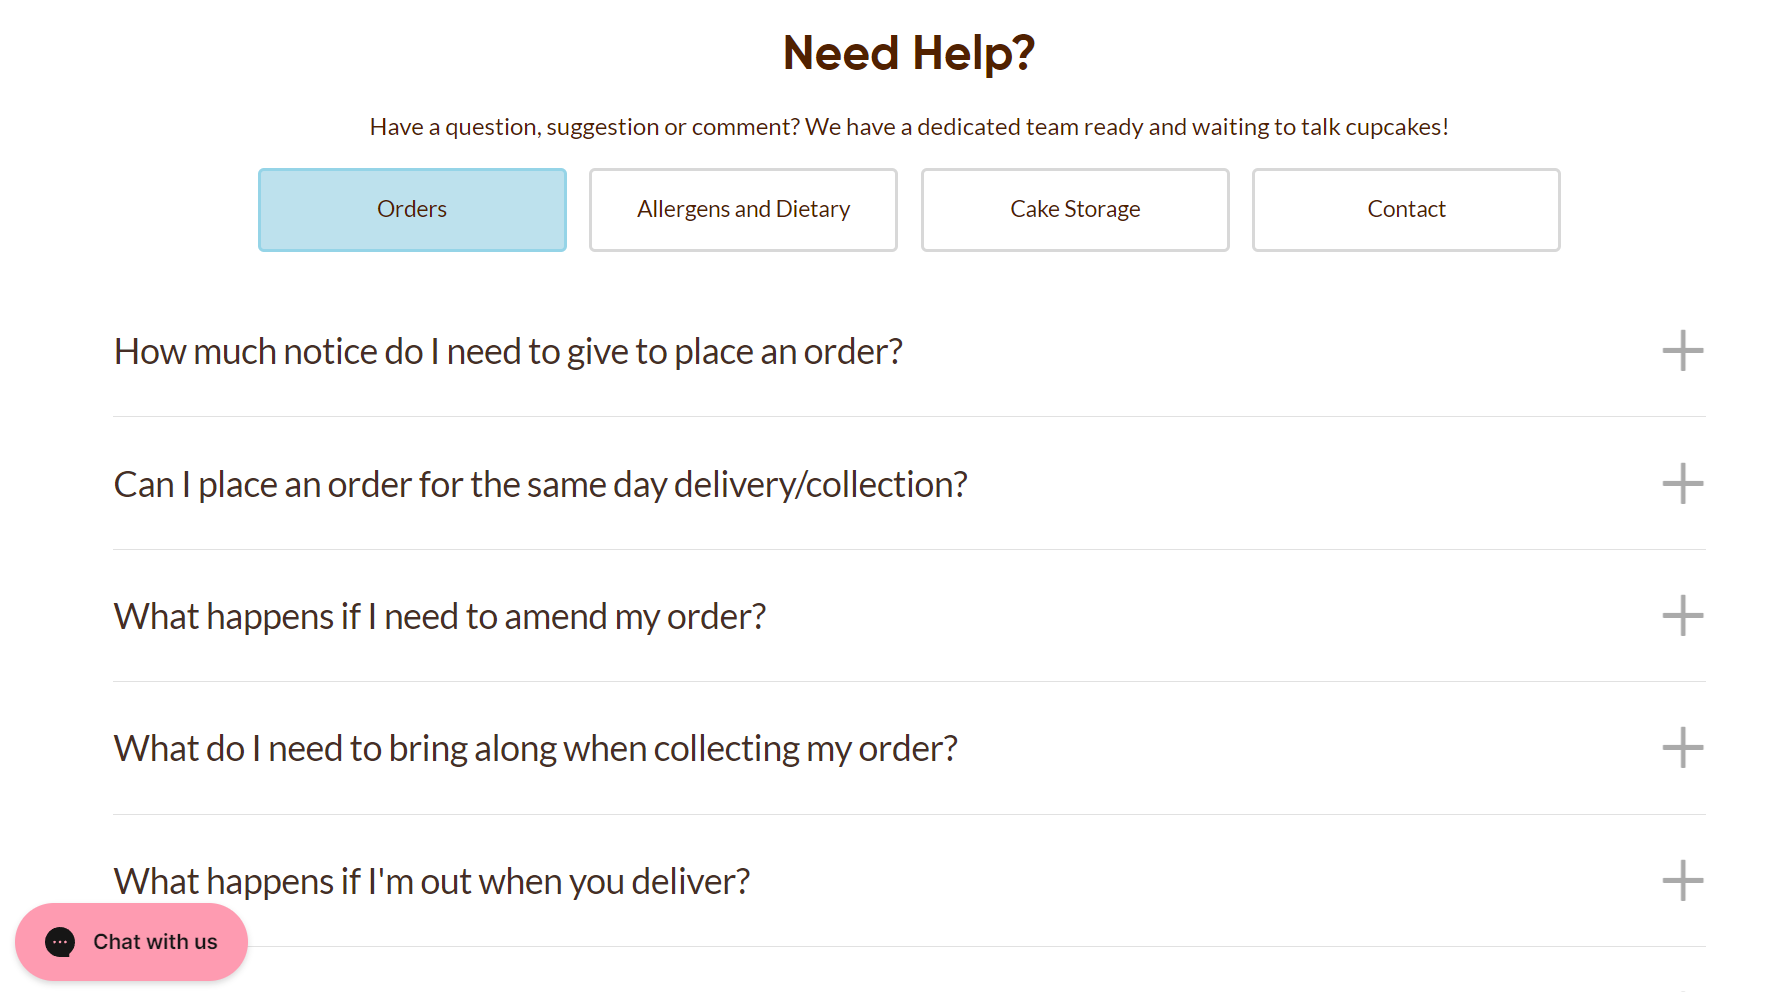 Need Help?
Have a question, suggestion or comment? We have a dedicated team ready and waiting to talk cupcakes!
Orders
Allergens and Dietary
Cake Storage
Contact
How much notice do I need to give to place an order?
Can I place an order for the same day delivery/collection?
What happens if I need to amend my order?
What do I need to bring along when collecting my order?
What happens if I'm out when you deliver?
Chat with us